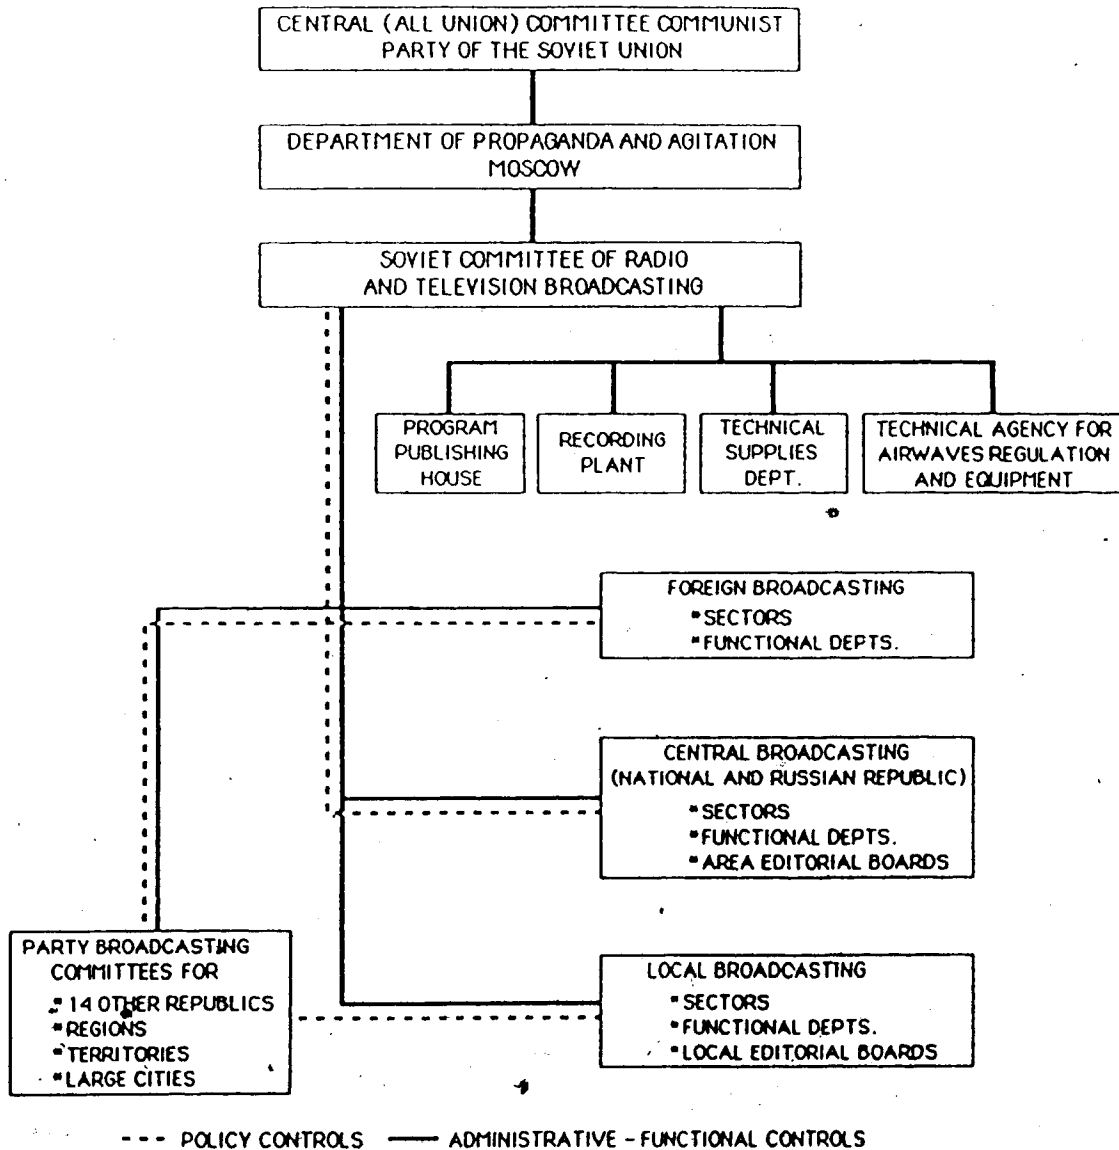 CENTRAL (ALL UNION) COMMITTEE COMMUNIST
PARTY OF THE SOVIET UNION
DEPARTMENT OF PROPAGANDA AND AGITATION
MOSCOW
SOVIET COMMITTEE OF RADIO
AND TELEVISION BROADCASTING
PROGRAM
PUBLISHING
HOUSE
RECORDING
PLANT
TECHNICAL
SUPPLIES
DEPT.
TECHNICAL AGENCY FOR
AIRWAVES REGULATION
AND EQUIPMENT
FOREIGN BROADCASTING
*SECTORS
*FUNCTIONAL DEPTS.
CENTRAL BROADCASTING
(NATIONAL AND RUSSIAN REPUBLIC)
*SECTORS
*FUNCTIONAL DEPTS.
*AREA EDITORIAL BOARDS
PARTY BROADCASTING
COMMITTEES FOR
*14 OTHER REPUBLICS
*REGIONS
*TERRITORIES
*LARGE CITIES
LOCAL BROADCASTING
*SECTORS
*FUNCTIONAL DEPTS.
*LOCAL EDITORIAL BOARDS
--- POLICY CONTROLS — ADMINISTRATIVE - FUNCTIONAL CONTROLS